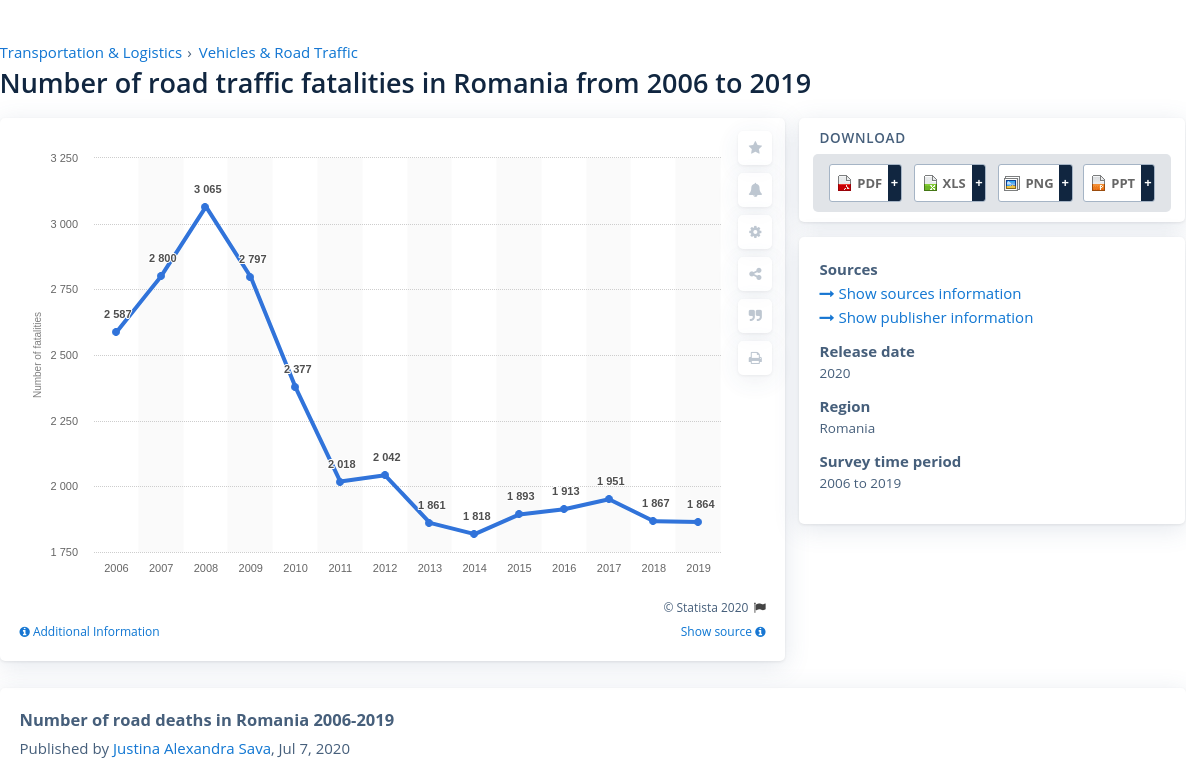 Transportation & Logistics › Vehicles & Road Traffic
Number of road traffic fatalities in Romania from 2006 to 2019
3 250
3 000
2 750
2 500
2 250
2 000
1 750
Number of fatalities
2 587
2 800
3 065
2 797
2 377
2 018
2 042
1 861
1 818
1 893
1 913
1 951
1 867
1 864
2006 2007 2008 2009 2010 2011 2012 2013 2014 2015 2016 2017 2018 2019
© Statista 2020
Additional Information
Show source
DOWNLOAD
PDF + XLS + PNG + PPT +
Sources
Show sources information
Show publisher information
Release date
2020
Region
Romania
Survey time period
2006 to 2019
Number of road deaths in Romania 2006-2019
Published by Justina Alexandra Sava, Jul 7, 2020